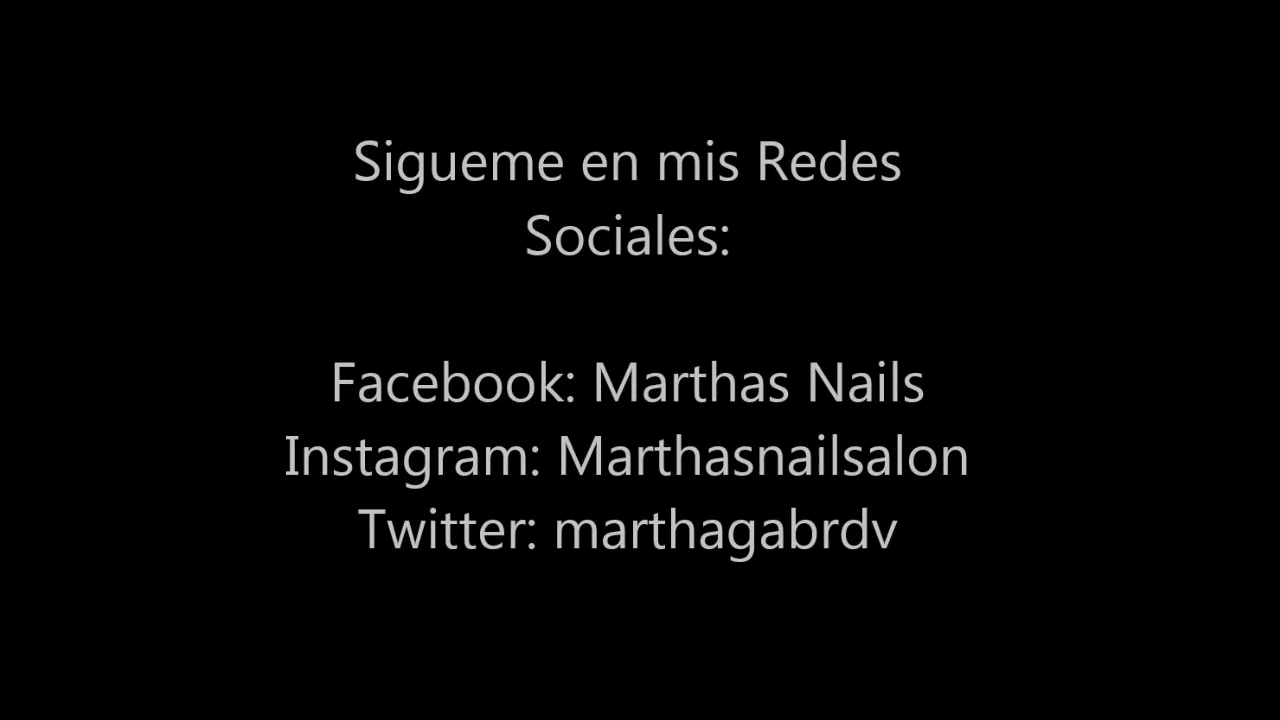 Sigueme en mis Redes
Sociales:
Facebook: Marthas Nails
Instagram: Marthasnailsalon
Twitter: marthagabrdv